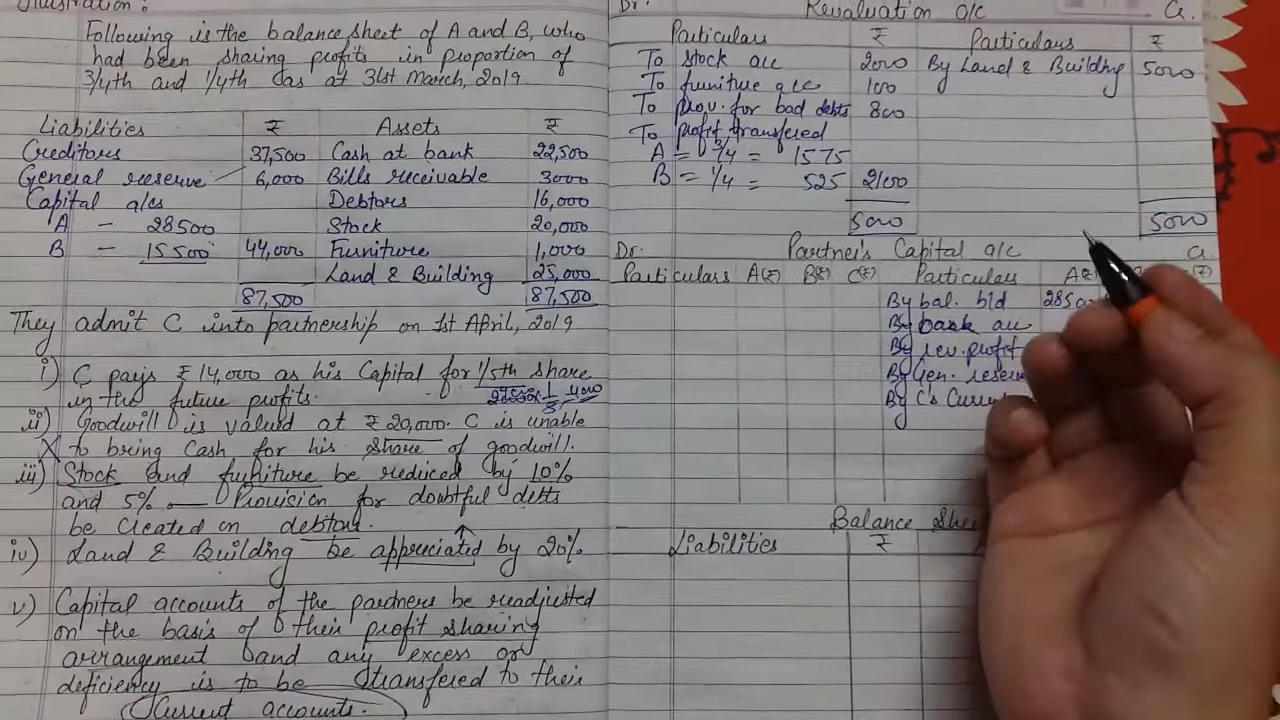 Illustration :
Following is the balance sheet of A and B, who
had been sharing profits in proportion of
3/4th and 1/4th as at 31st March, 2019.
Liabilities ₹ Assets ₹
Creditors 37,500 Cash at bank 22,500
General reserve 6,000 Bills receivable 3000
Capital a/cs Debtors 16,000
A - 28500 Stock 20,000
B - 15500 44,000 Furniture 1,000
Land & Building 25,000
87,500 87,500
They admit C into partnership on 1st April, 2019
i) C pays ₹ 14,000 as his Capital for 1/5th share
in the future profits. 1/5 4000
ii) Goodwill is valued at ₹ 20,000. C is unable
to bring Cash for his share of goodwill.
iii) Stock and furniture be reduced by 10%
and 5% Provision for doubtful debts
be Created on debtors.
iv) Land & Building be appreciated by 20%
v) Capital accounts of the partners be readjusted
on the basis of their profit sharing
arrangement and any excess or
deficiency is to be transfered to their
Current accounts.
Dr. Revaluation a/c Cr.
Particulars ₹ Particulars ₹
To stock a/c 2000 By Land & Building 5000
To furniture a/c 100
To prov. for bad debts 800
To profit transfered
A = 3/4 = 1575
B = 1/4 = 525 2100
5000 5000
Dr. Partner's Capital a/c Cr.
Particulars A(₹) B(₹) C(₹) Particulars A(₹) (₹)
By bal. b/d 2850
By bank a/c
By rev. profit
By Gen. reserve
By C's
Balance
Liabilities ₹